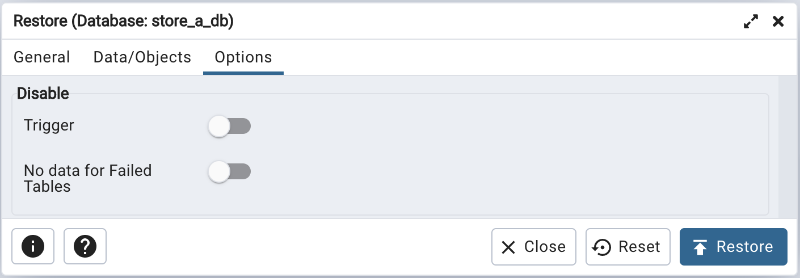 Restore (Database: store_a_db)
General Data/Objects Options
Disable
Trigger
No data for Failed
Tables
Close Reset Restore